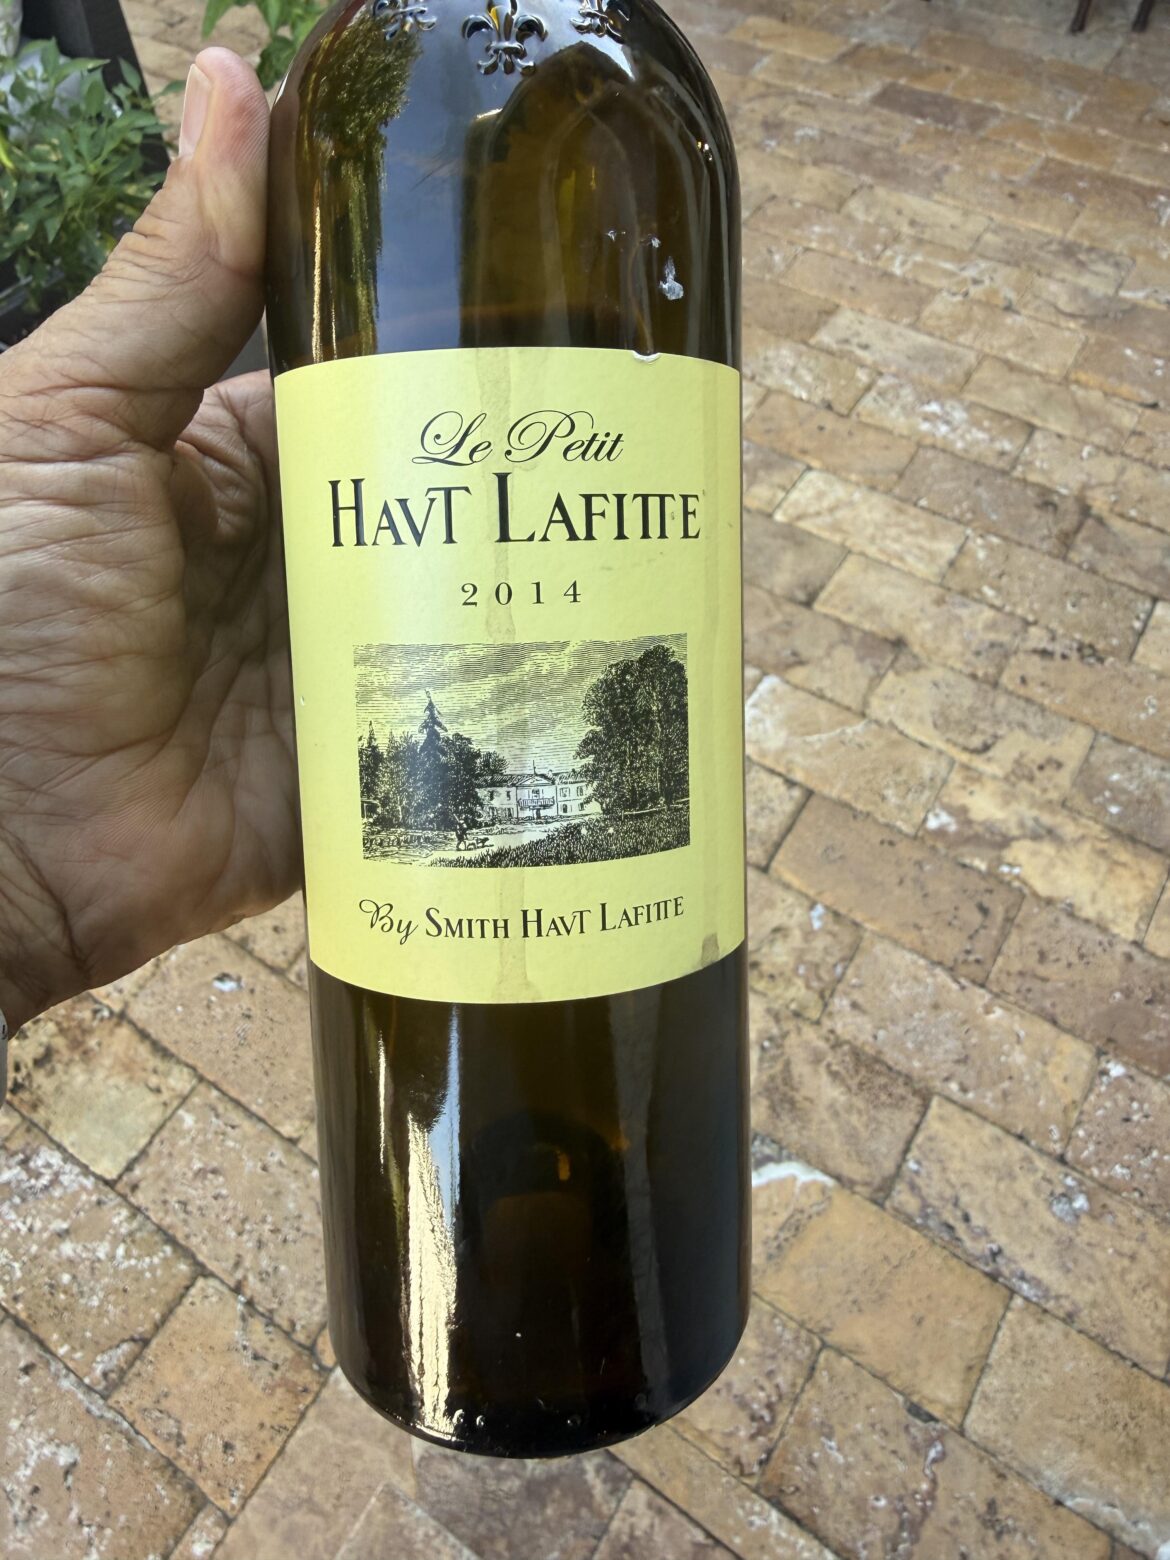 Le Petit
HAVT LAFITTE
2014
By SMITH HAVT LAFITTE